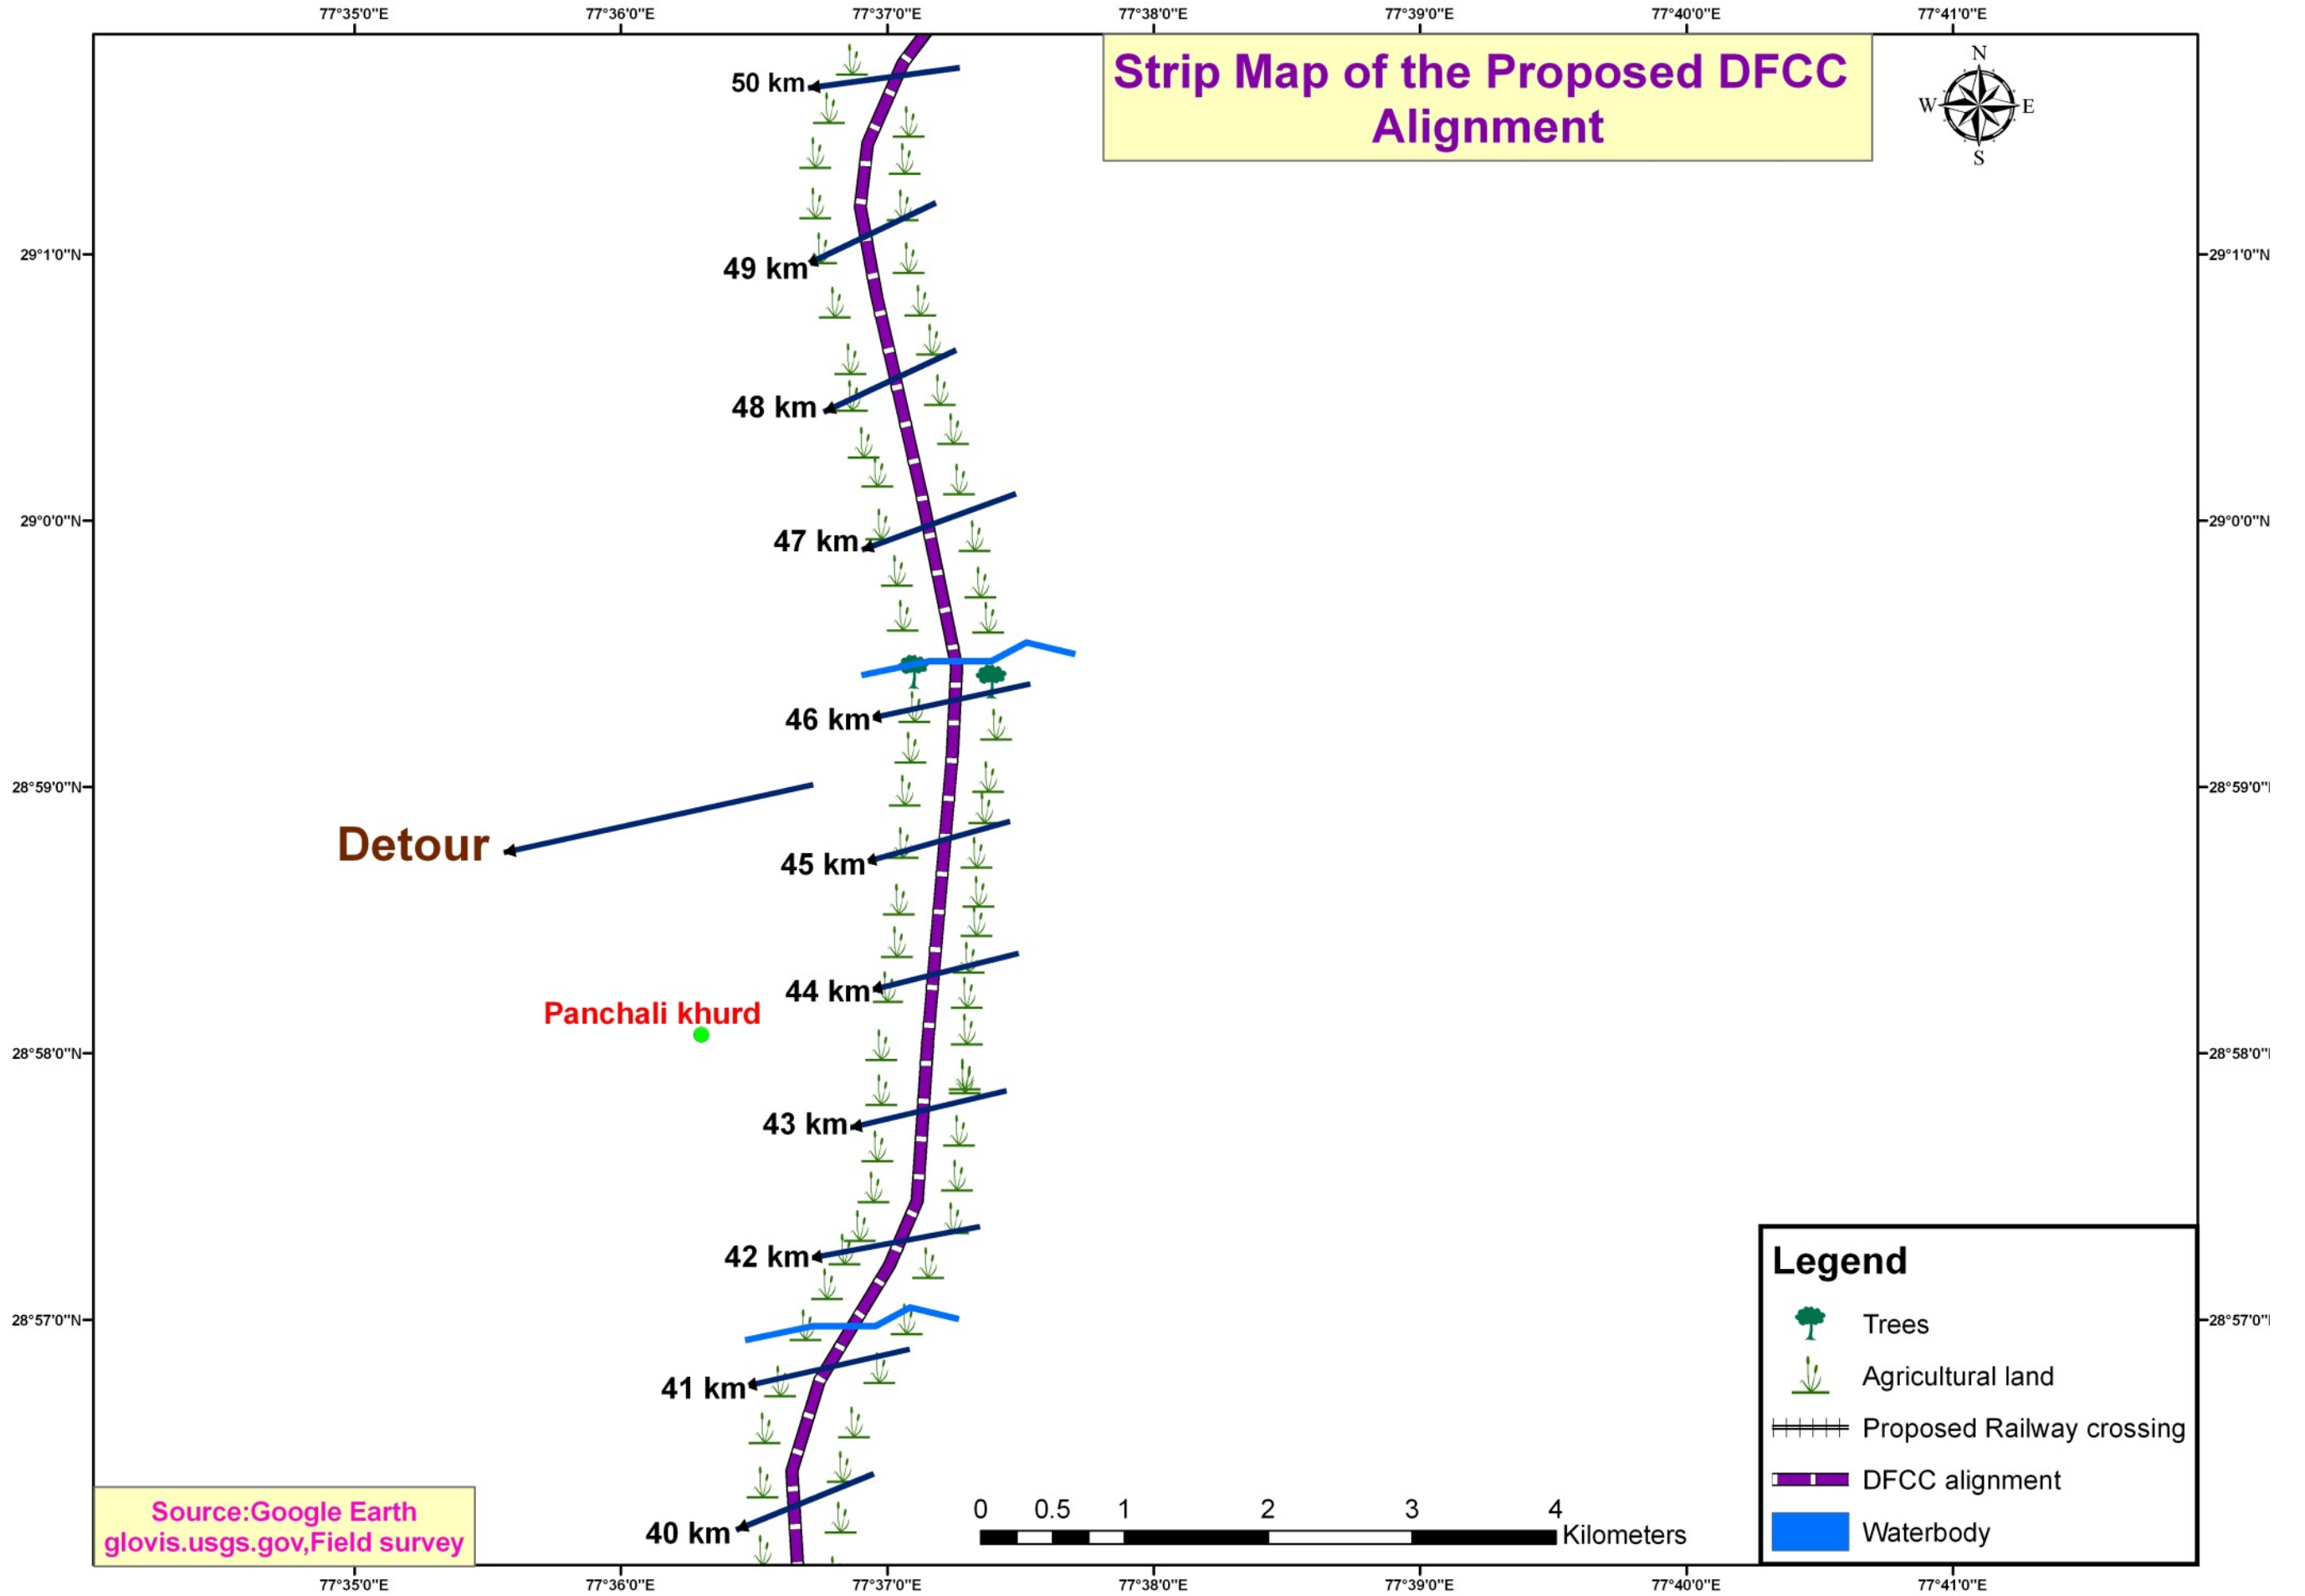 77°35'0"E 77°36'0"E 77°37'0"E 77°38'0"E 77°39'0"E 77°40'0"E 77°41'0"E
Strip Map of the Proposed DFCC
Alignment
N
W E
S
50 km
29°1'0"N 29°1'0"N
49 km
48 km
29°0'0"N 29°0'0"N
47 km
46 km
28°59'0"N 28°59'0"
Detour
45 km
44 km
Panchali khurd
28°58'0"N 28°58'0"
43 km
42 km
28°57'0"N 28°57'0"
41 km
40 km
Legend
Trees
Agricultural land
Proposed Railway crossing
DFCC alignment
Waterbody
Source:Google Earth
glovis.usgs.gov,Field survey
0 0.5 1 2 3 4
Kilometers
77°35'0"E 77°36'0"E 77°37'0"E 77°38'0"E 77°39'0"E 77°40'0"E 77°41'0"E